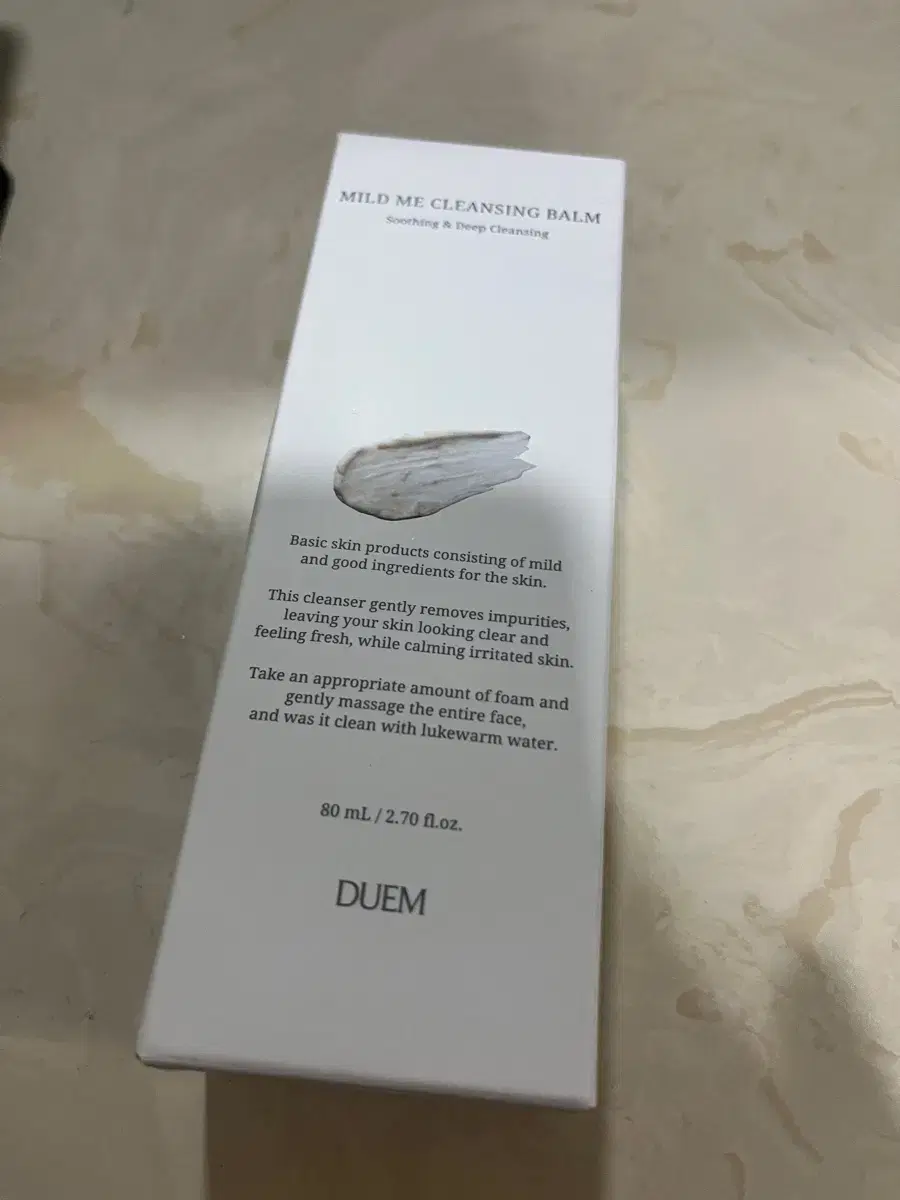 MILD ME CLEANSING BALM
Soothing & Deep Cleansing
Basic skin products consisting of mild
and good ingredients for the skin.
This cleanser gently removes impurities,
leaving your skin looking clear and
feeling fresh, while calming irritated skin.
Take an appropriate amount of foam and
gently massage the entire face,
and was it clean with lukewarm water.
80 mL / 2.70 fl.oz.
DUEM